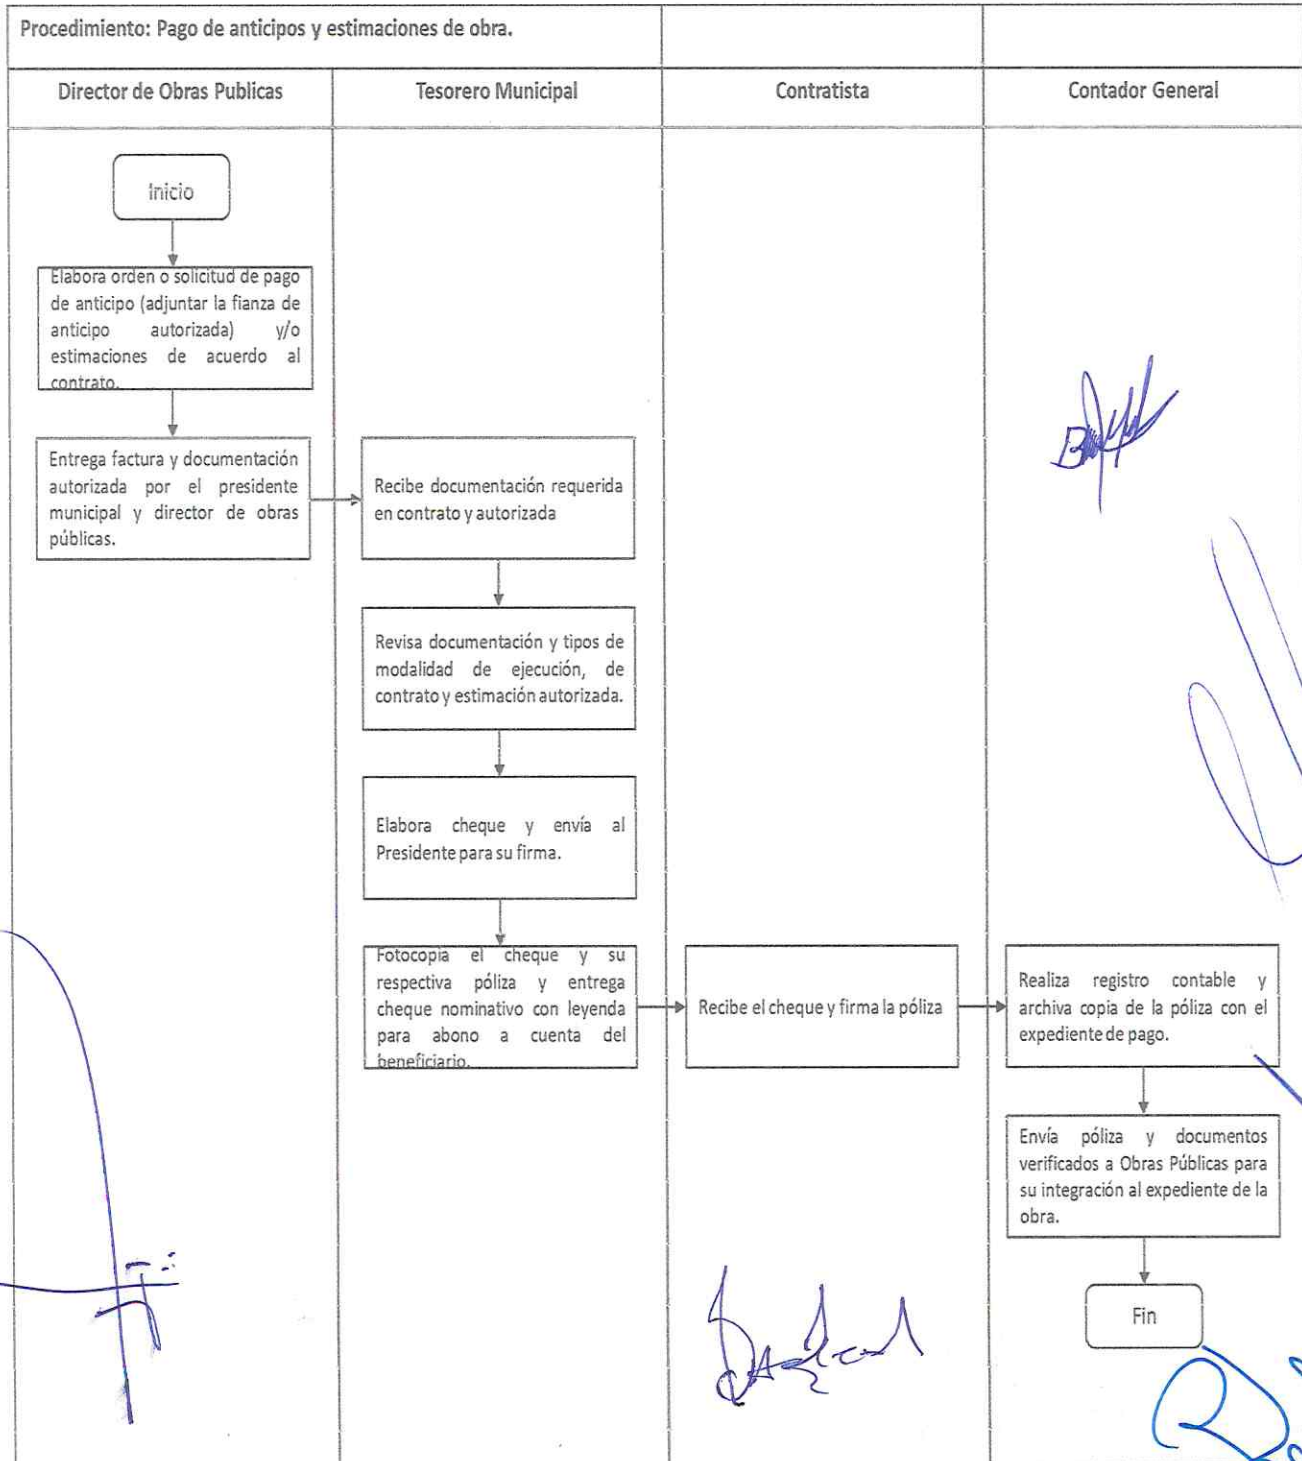 Procedimiento: Pago de anticipos y estimaciones de obra.
Director de Obras Publicas
Tesorero Municipal
Contratista
Contador General
Inicio
Elabora orden o solicitud de pago
de anticipo (adjuntar la fianza de
anticipo autorizada) y/o
estimaciones de acuerdo al
contrato.
Entrega factura y documentación
autorizada por el presidente
municipal y director de obras
públicas.
Recibe documentación requerida
en contrato y autorizada
Revisa documentación y tipos de
modalidad de ejecución, de
contrato y estimación autorizada.
Elabora cheque y envía al
Presidente para su firma.
Fotocopia el cheque y su
respectiva póliza y entrega
cheque nominativo con leyenda
para abono a cuenta del
beneficiario.
Recibe el cheque y firma la póliza
Realiza registro contable y
archiva copia de la póliza con el
expediente de pago.
Envía póliza y documentos
verificados a Obras Públicas para
su integración al expediente de la
obra.
Fin